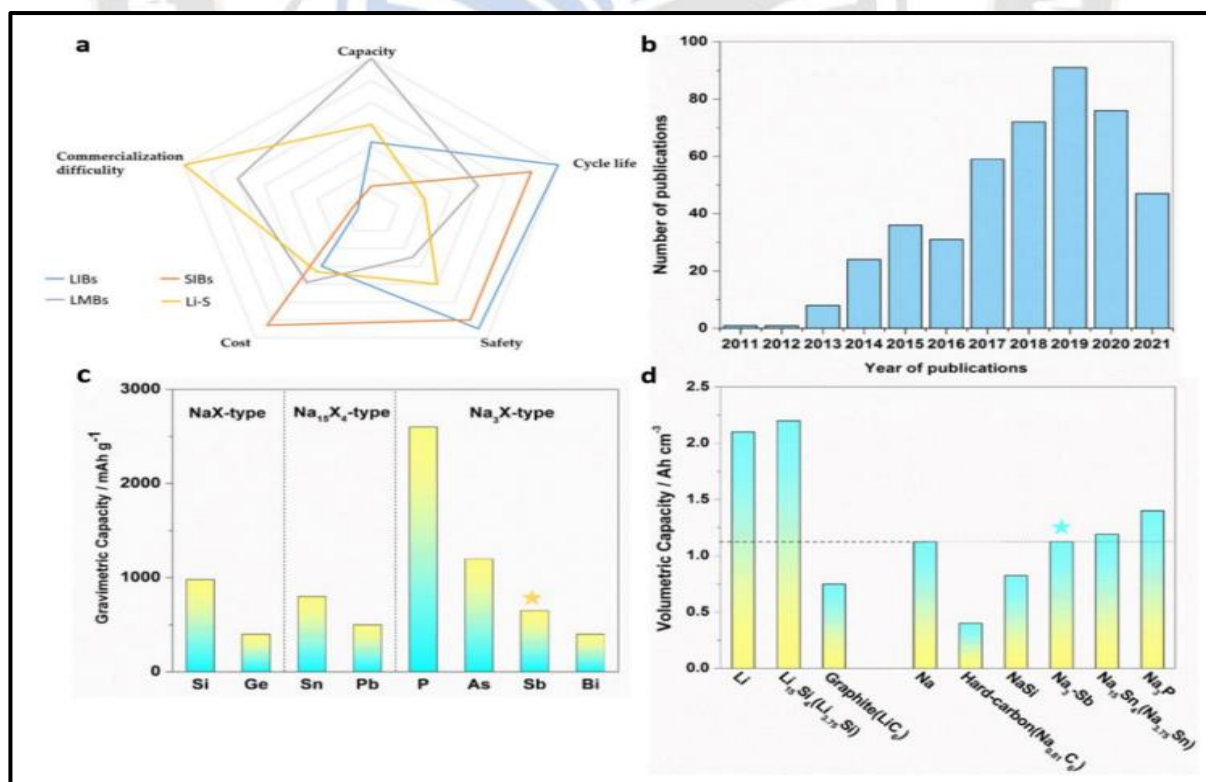 a
Capacity
Commercialization
difficulity
Cycle life
LIBs
SIBs
LMBs
Li-S
Cost
Safety
b
100
80
60
40
20
0
Number of publications
2011 2012 2013 2014 2015 2016 2017 2018 2019 2020 2021
Year of publications
c
3000
2000
1000
0
Gravimetric Capacity / mAh g⁻¹
NaX-type
Na₁₅X₄-type
Na₃X-type
Si Ge Sn Pb P As Sb Bi
d
2.5
2.0
1.5
1.0
0.5
0.0
Volumetric Capacity / Ah cm⁻³
Li
Li₁₅Si₄(Li₃.₇₅Si)
Graphite(LiC₆)
Na
Hard-carbon(Na₀.₈₁C₆)
NaSi
Na₃-Sb
Na₁₅Sn₄(Na₃.₇₅Sn)
Na₃P